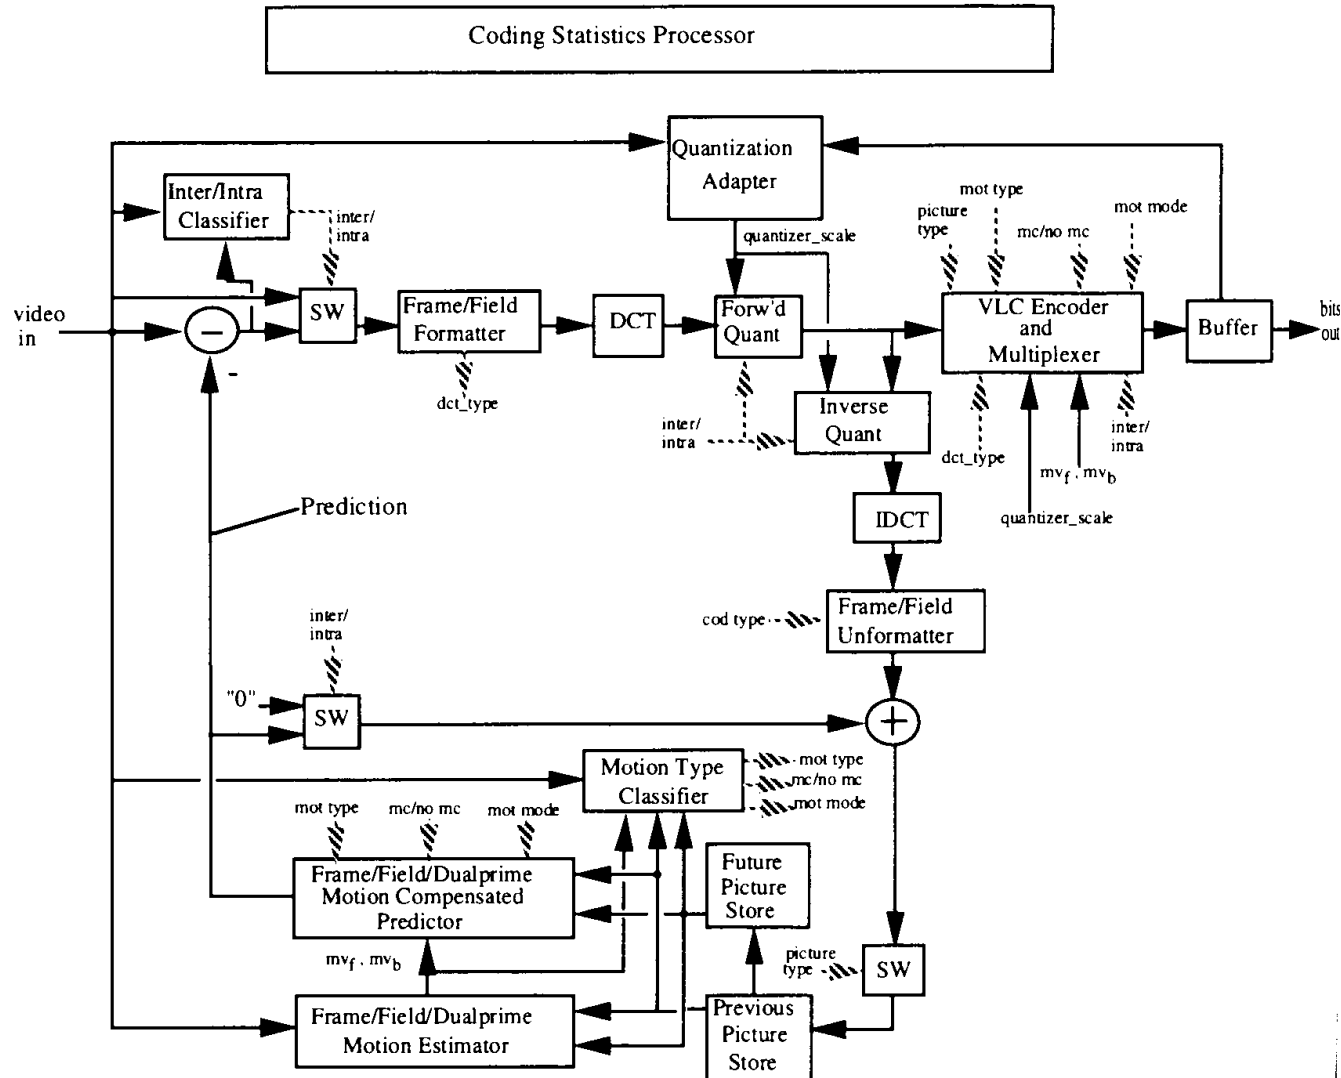 Coding Statistics Processor
Quantization
Adapter
Inter/Intra
Classifier
inter/
intra
quantizer_scale
picture
type
mot type
mc/no mc
mot mode
video
in
−
-
SW
Frame/Field
Formatter
dct_type
DCT
Forw'd
Quant
VLC Encoder
and
Multiplexer
Buffer
bits
out
inter/
intra
Inverse
Quant
dct_type
mvf , mvb
inter/
intra
quantizer_scale
Prediction
IDCT
cod type
Frame/Field
Unformatter
inter/
intra
"0"
SW
+
Motion Type
Classifier
mot type
mc/no mc
mot mode
mot type
mc/no mc
mot mode
Frame/Field/Dualprime
Motion Compensated
Predictor
Future
Picture
Store
mvf , mvb
picture
type
SW
Frame/Field/Dualprime
Motion Estimator
Previous
Picture
Store